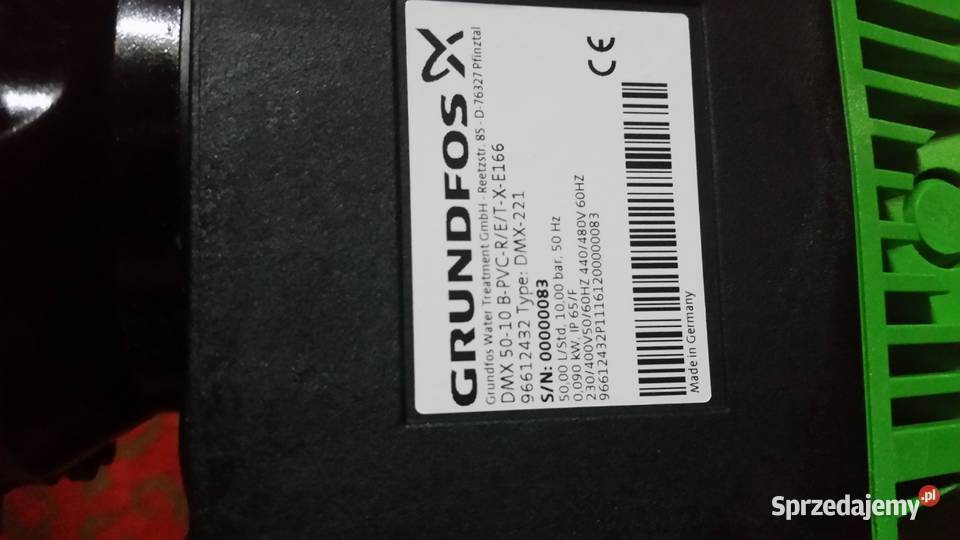 GRUNDFOS
Grundfos Water Treatment GmbH - Reetzstr. 85 - D-76327 Pfinztal
DMX 50-10 B-PVC-R/E/T-X-E166
96612432 Type: DMX-221
S/N: 00000083
50,00 L/Std. 10,00 bar, 50 Hz
0,090 kW, IP 65/F
230/400V50/60HZ 440/480V 60HZ
96612432P11161200000083
CE
Made in Germany
Sprzedajemy.pl